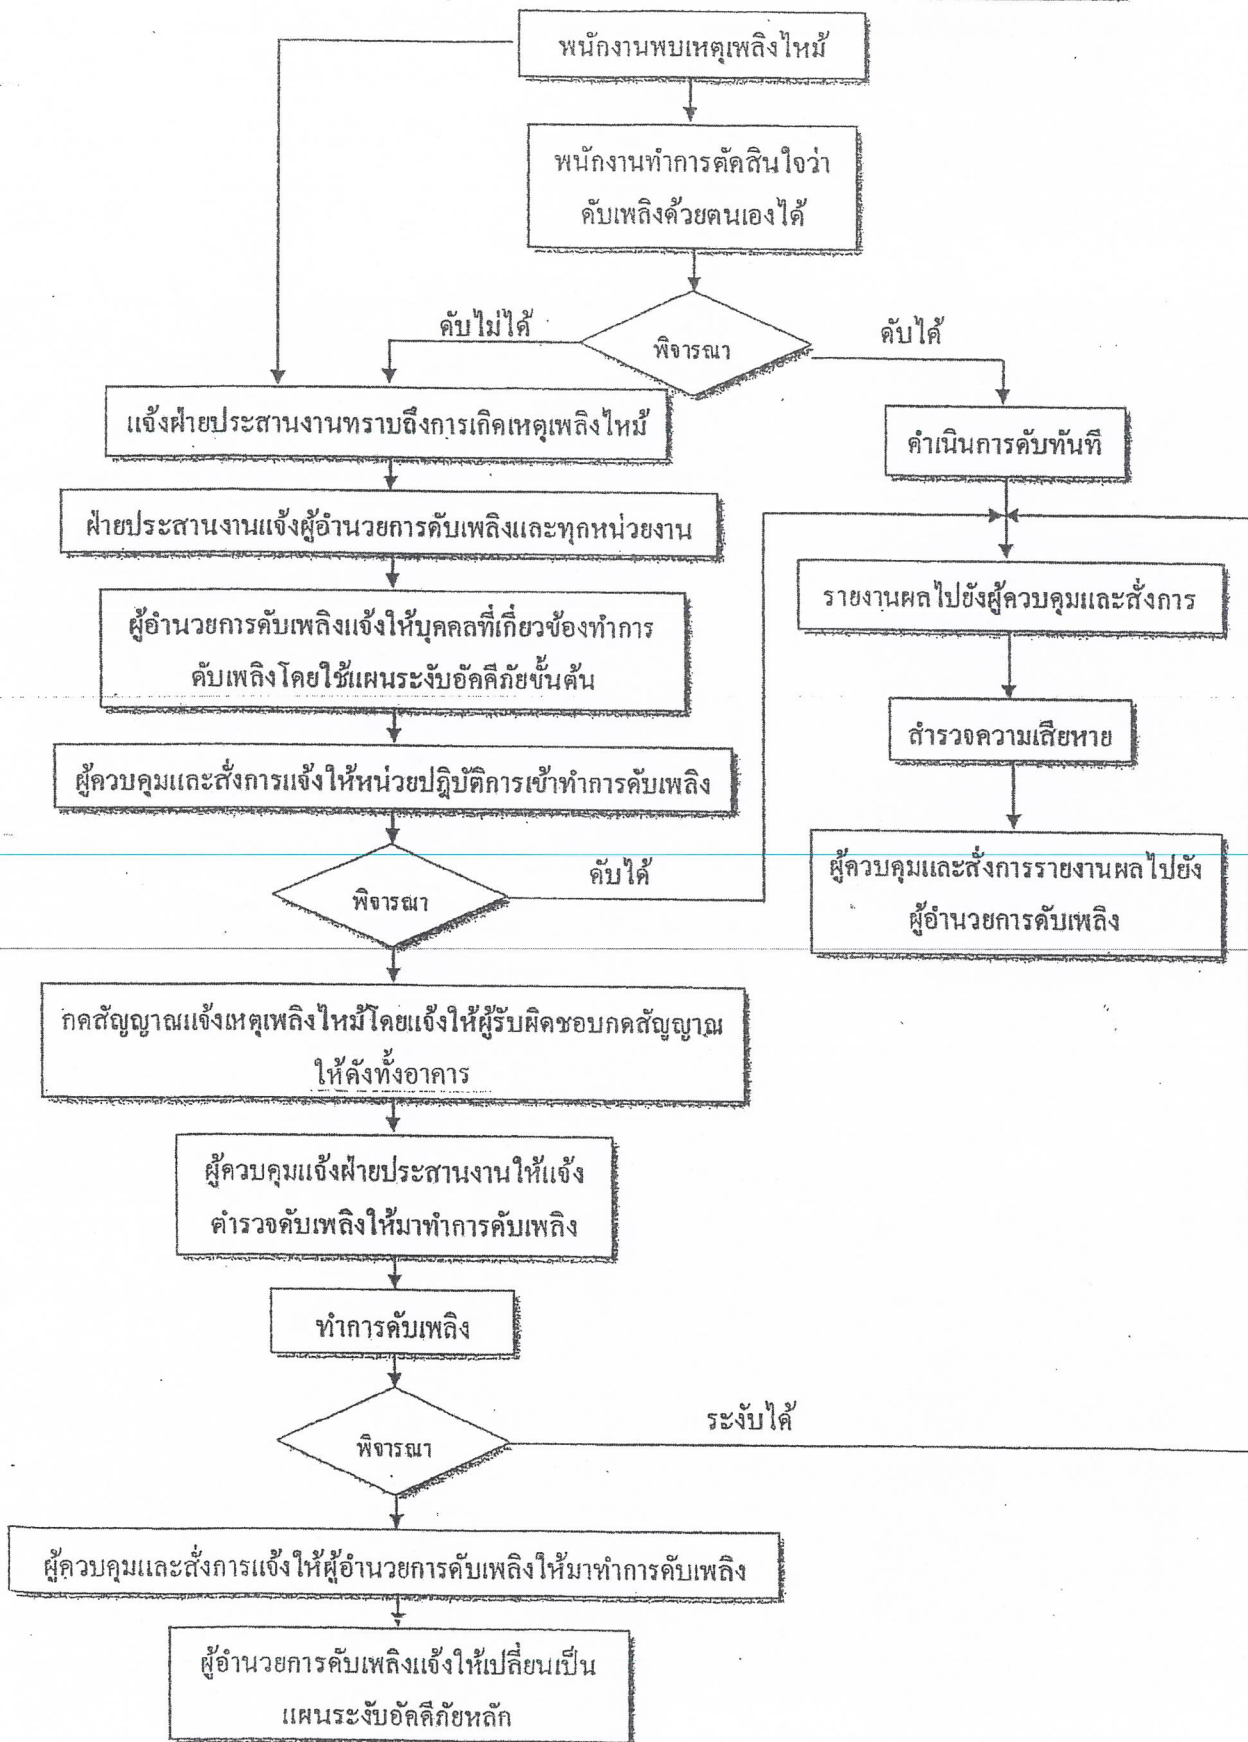 พนักงานพบเหตุเพลิงไหม้
พนักงานทำการตัดสินใจว่า
ดับเพลิงด้วยตนเองได้
ดับไม่ได้
พิจารณา
ดับได้
แจ้งฝ่ายประสานงานทราบถึงการเกิดเหตุเพลิงไหม้
ดำเนินการดับทันที
ฝ่ายประสานงานแจ้งผู้อำนวยการดับเพลิงและทุกหน่วยงาน
รายงานผลไปยังผู้ควบคุมและสั่งการ
ผู้อำนวยการดับเพลิงแจ้งให้บุคคลที่เกี่ยวข้องทำการ
ดับเพลิงโดยใช้แผนระงับอัคคีภัยขั้นต้น
สำรวจความเสียหาย
ผู้ควบคุมและสั่งการแจ้งให้หน่วยปฏิบัติการเข้าทำการดับเพลิง
ผู้ควบคุมและสั่งการรายงานผลไปยัง
ผู้อำนวยการดับเพลิง
ดับได้
พิจารณา
กดสัญญาณแจ้งเหตุเพลิงไหม้โดยแจ้งให้ผู้รับผิดชอบกดสัญญาณ
ให้ดังทั้งอาคาร
ผู้ควบคุมแจ้งฝ่ายประสานงานให้แจ้ง
ตำรวจดับเพลิงให้มาทำการดับเพลิง
ทำการดับเพลิง
ระงับได้
พิจารณา
ผู้ควบคุมและสั่งการแจ้งให้ผู้อำนวยการดับเพลิงให้มาทำการดับเพลิง
ผู้อำนวยการดับเพลิงแจ้งให้เปลี่ยนเป็น
แผนระงับอัคคีภัยหลัก